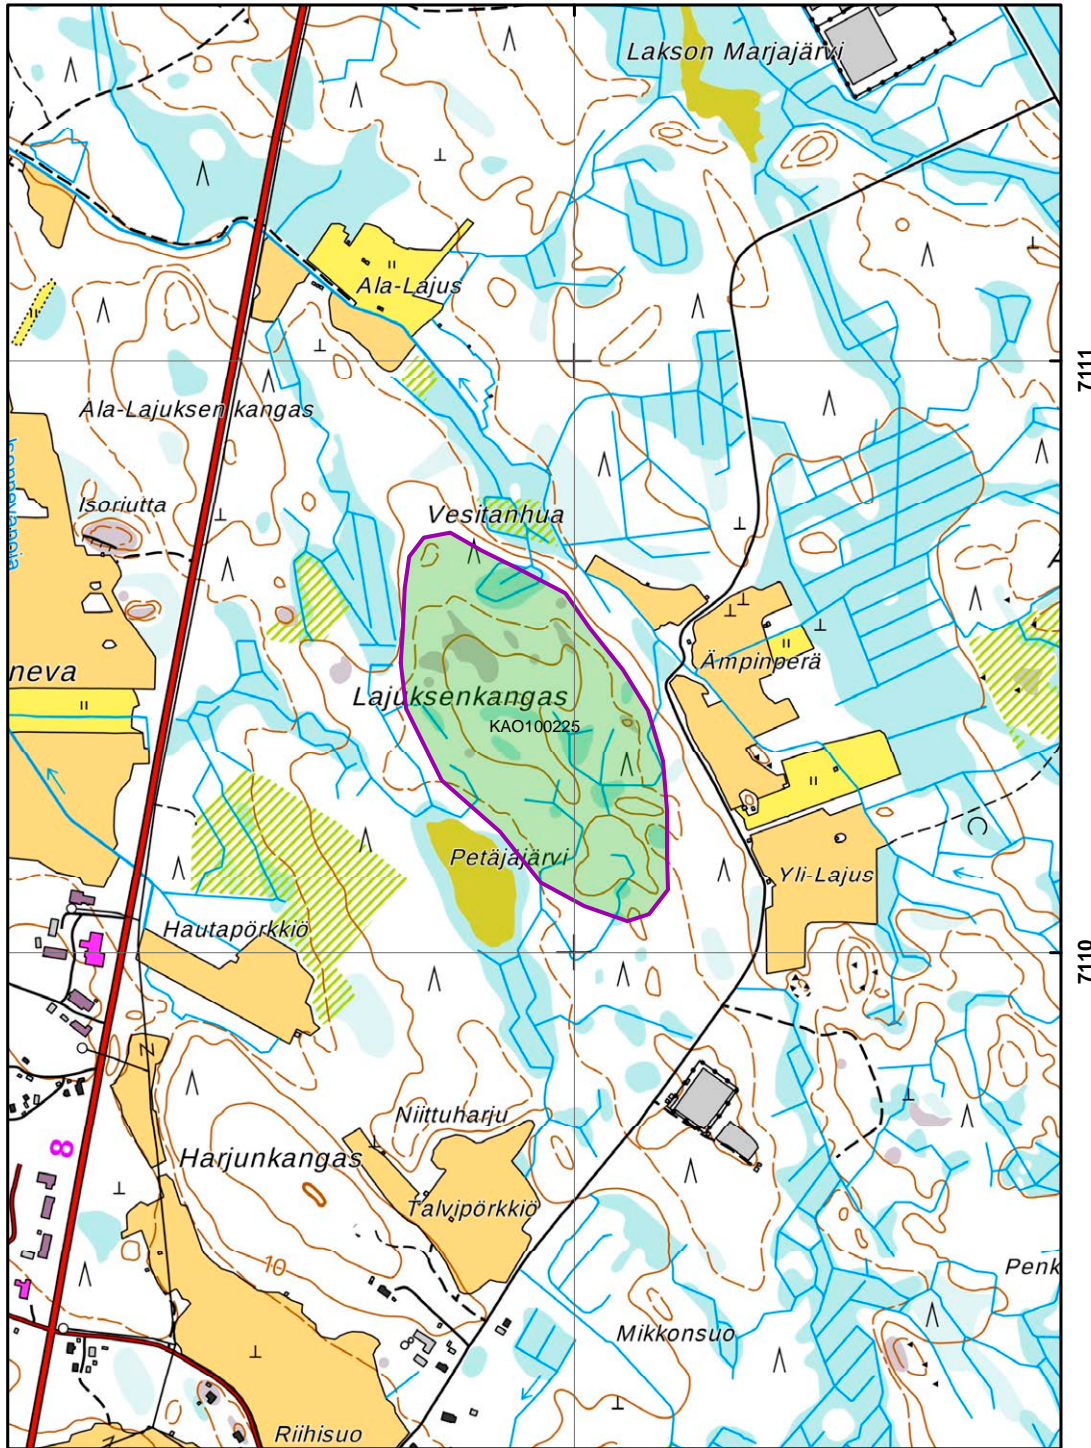 Lakson Marjajärvi
Ala-Lajus
7111
Ala-Lajuksen kangas
Isoriutta
Vesitanhua
neva
Ämpinperä
Lajuksenkangas
KAO100225
Petäjäjärvi
Yli-Lajus
Hautapörkkiö
7110
Niittuharju
8
Harjunkangas
Talvipörkkiö
10
Penk
Mikkonsuo
Riihisuo